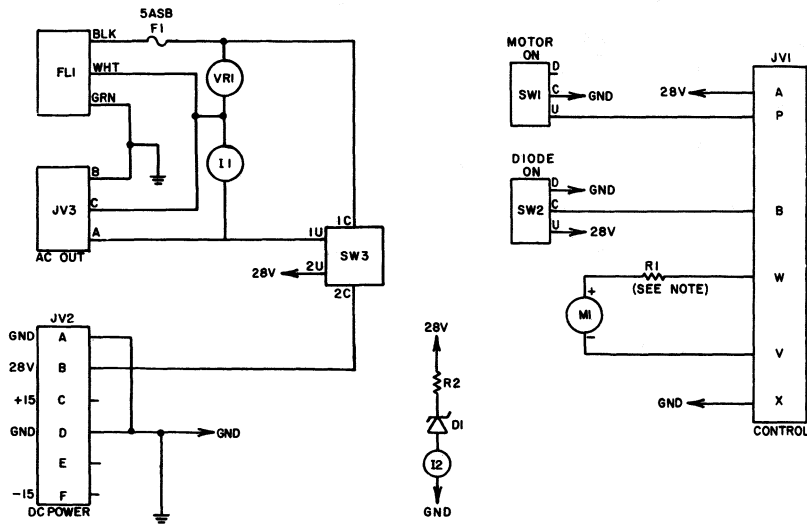 5ASB
F1
BLK
WHT
GRN
FL1
VR1
I1
B
C
A
JV3
AC OUT
1C
1U
2U
2C
SW3
28V
JV2
GND A
28V B
+15 C
GND D
E
-15 F
DC POWER
GND
28V
R2
D1
I2
GND
MOTOR
ON
SW1
D
C
U
GND
DIODE
ON
SW2
D
C
U
GND
28V
JV1
28V
A
P
B
R1
(SEE NOTE)
W
+
M1
-
V
GND
X
CONTROL